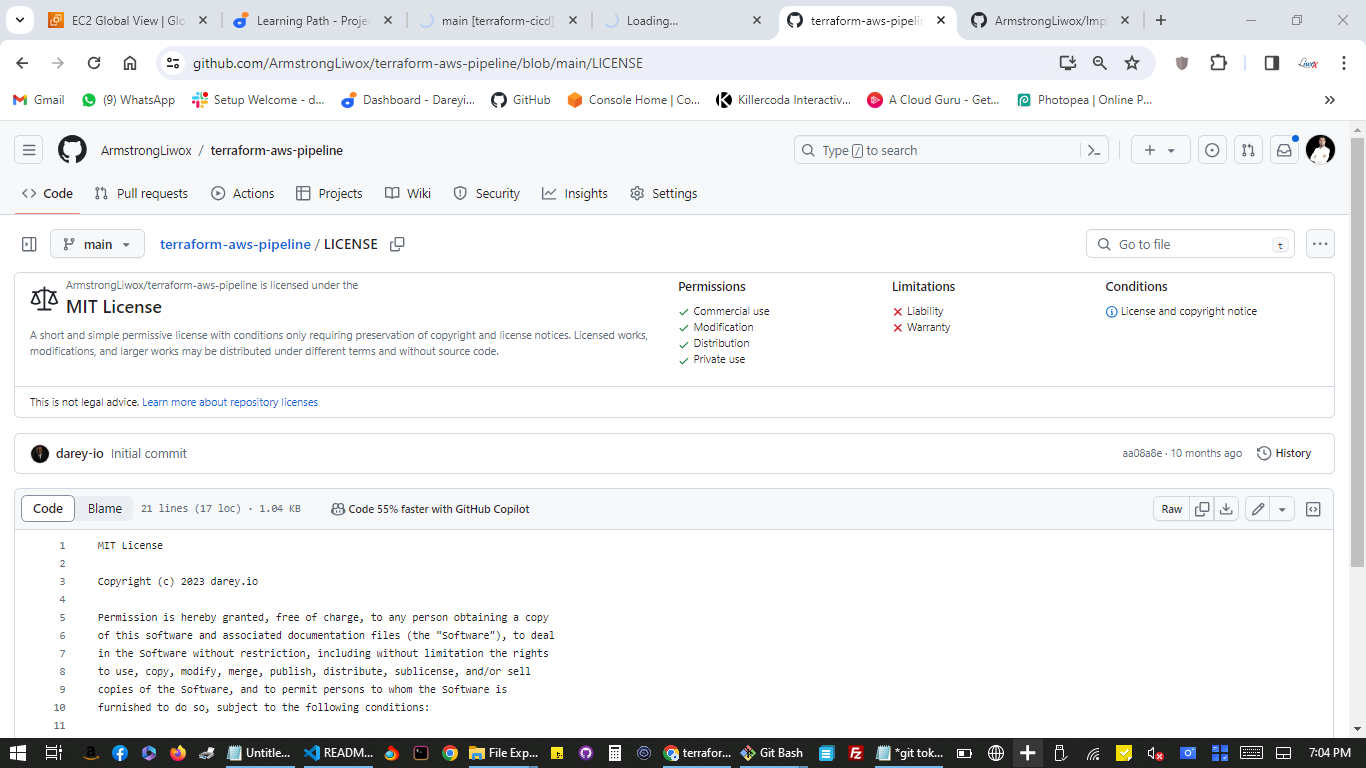 EC2 Global View | Glo
Learning Path - Projec
main [terraform-cicd]
Loading...
terraform-aws-pipelin
ArmstrongLiwox/Impl
github.com/ArmstrongLiwox/terraform-aws-pipeline/blob/main/LICENSE
Gmail
(9) WhatsApp
Setup Welcome - d...
Dashboard - Dareyi...
GitHub
Console Home | Co...
Killercoda Interactiv...
A Cloud Guru - Get...
Photopea | Online P...
ArmstrongLiwox / terraform-aws-pipeline
Type / to search
Code
Pull requests
Actions
Projects
Wiki
Security
Insights
Settings
main
terraform-aws-pipeline / LICENSE
Go to file
t
ArmstrongLiwox/terraform-aws-pipeline is licensed under the
MIT License
A short and simple permissive license with conditions only requiring preservation of copyright and license notices. Licensed works,
modifications, and larger works may be distributed under different terms and without source code.
Permissions
Commercial use
Modification
Distribution
Private use
Limitations
Liability
Warranty
Conditions
License and copyright notice
This is not legal advice. Learn more about repository licenses
darey-io Initial commit
aa08a8e · 10 months ago
History
Code
Blame
21 lines (17 loc) · 1.04 KB
Code 55% faster with GitHub Copilot
Raw
1 MIT License
2
3 Copyright (c) 2023 darey.io
4
5 Permission is hereby granted, free of charge, to any person obtaining a copy
6 of this software and associated documentation files (the "Software"), to deal
7 in the Software without restriction, including without limitation the rights
8 to use, copy, modify, merge, publish, distribute, sublicense, and/or sell
9 copies of the Software, and to permit persons to whom the Software is
10 furnished to do so, subject to the following conditions:
11
Untitle...
READM...
File Exp...
terrafor...
Git Bash
*git tok...
7:04 PM